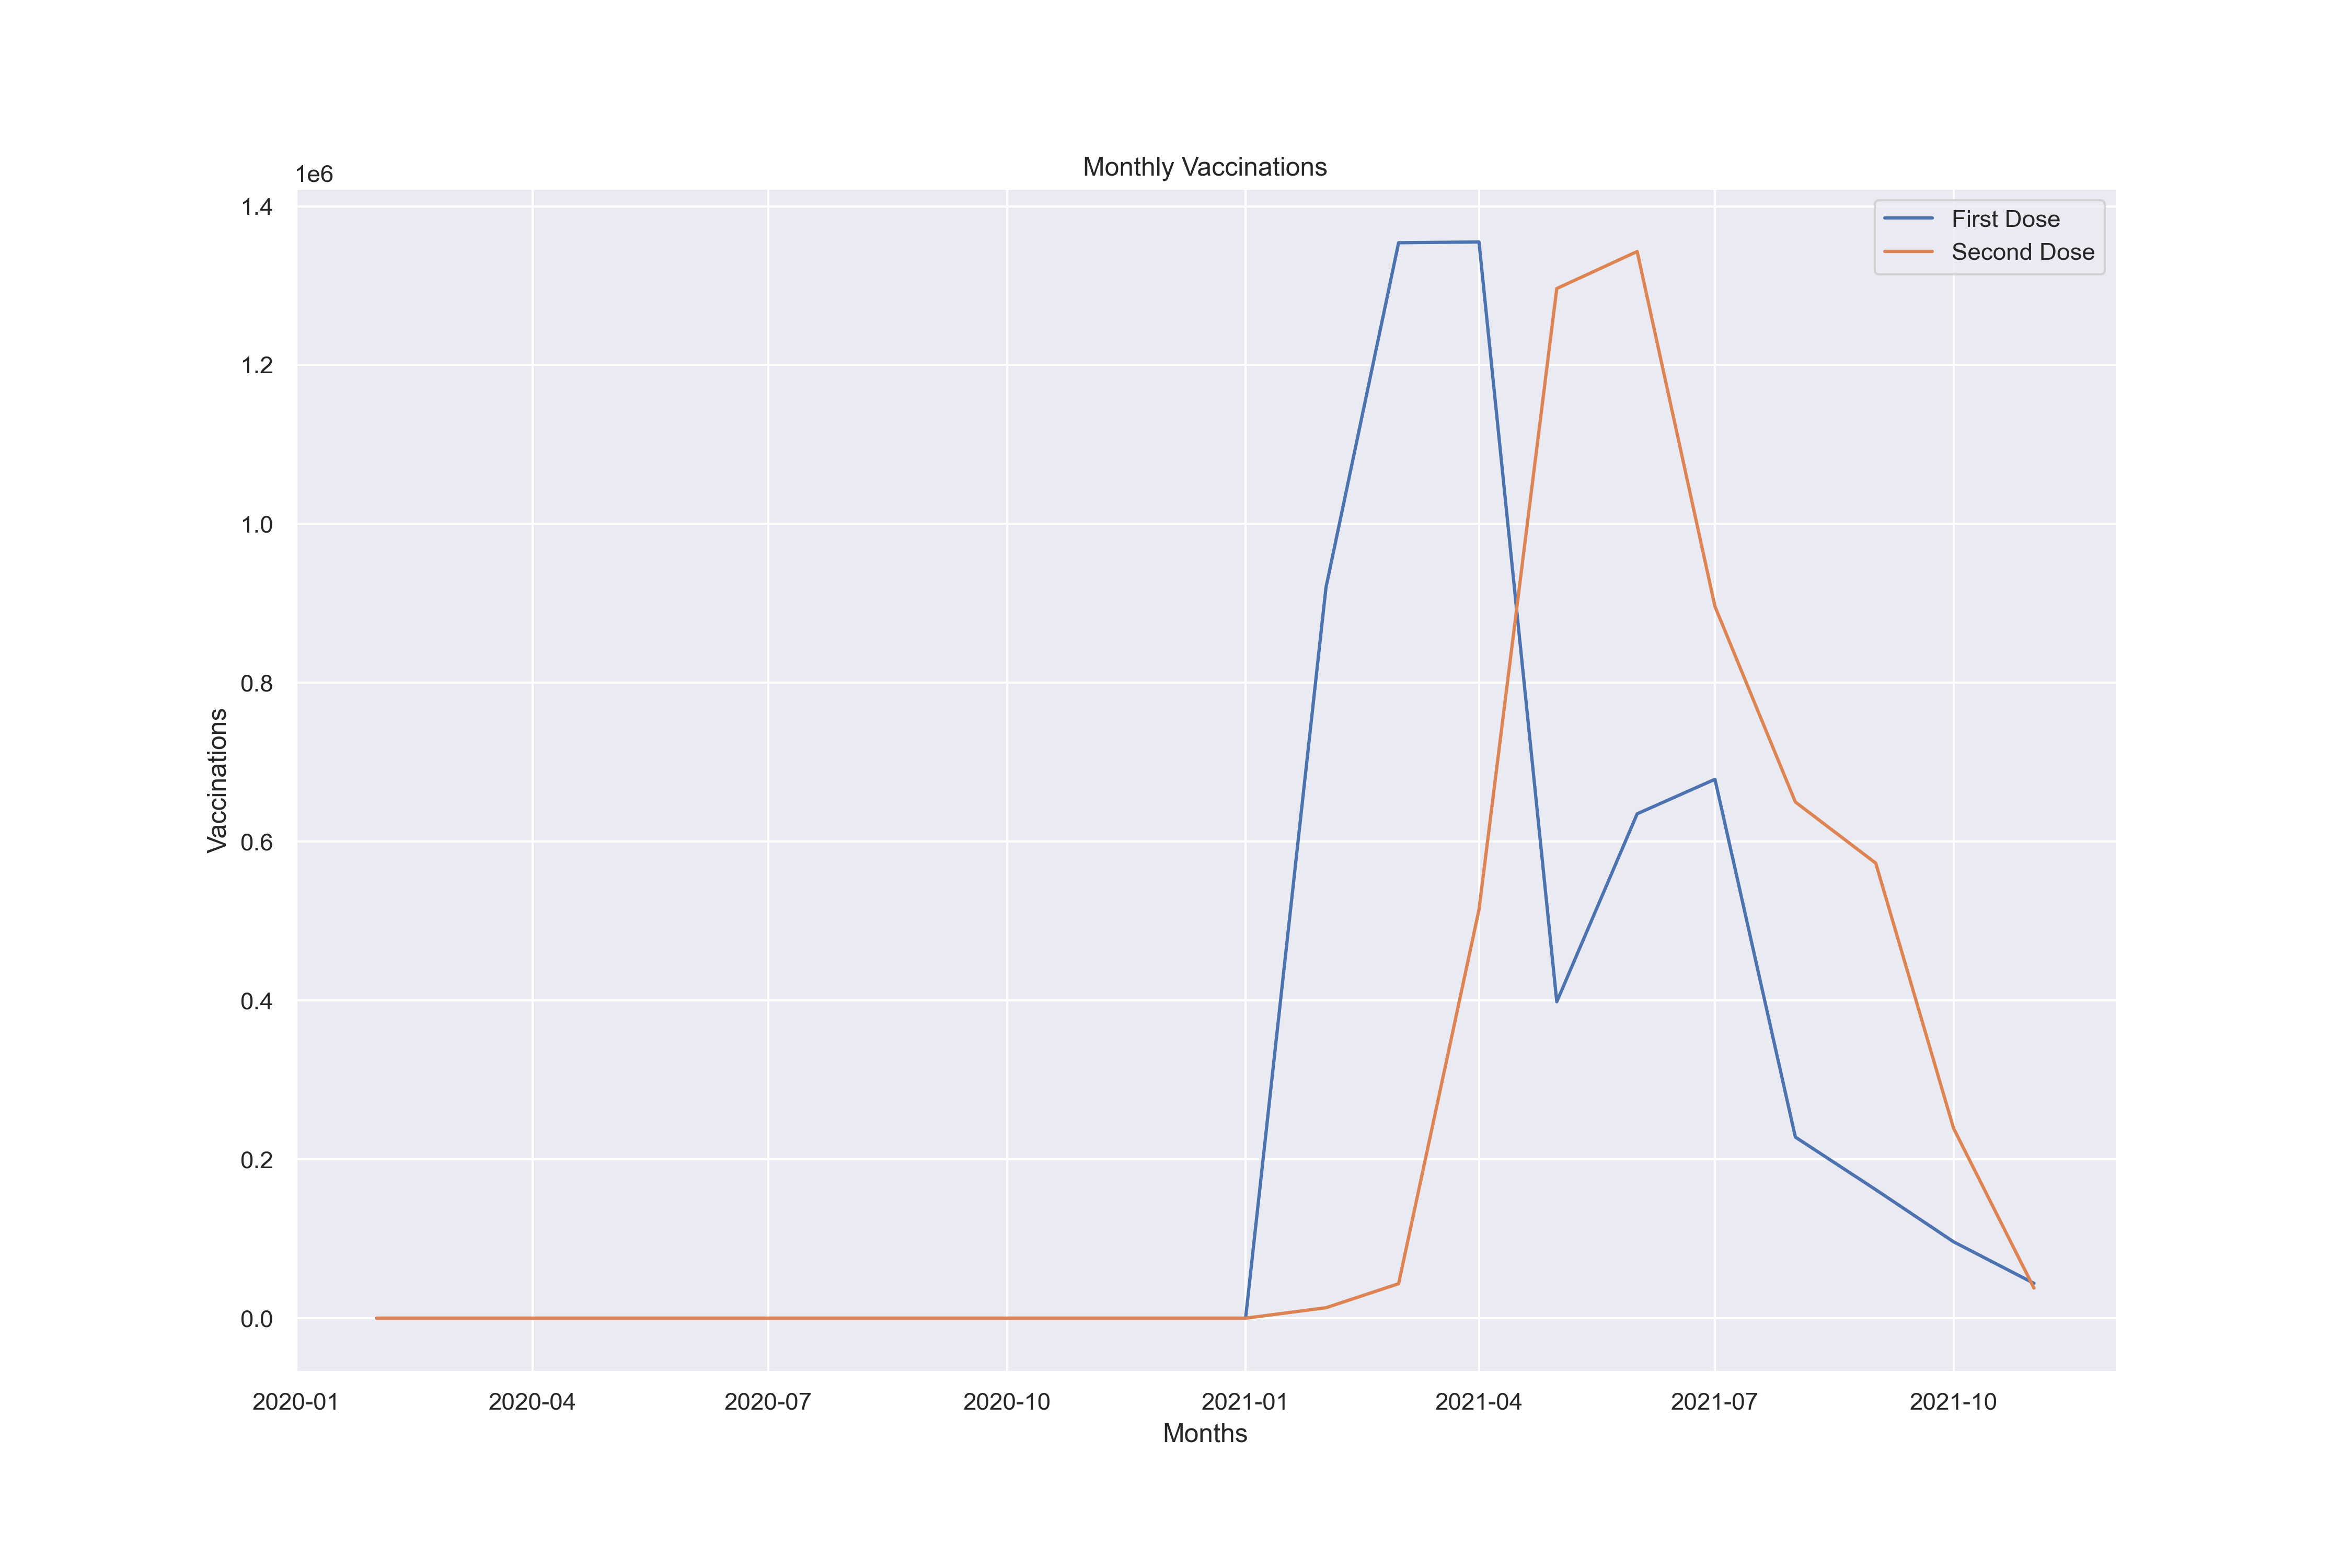 Monthly Vaccinations
1e6
First Dose
Second Dose
1.4
1.2
1.0
0.8
0.6
0.4
0.2
0.0
Vaccinations
2020-01 2020-04 2020-07 2020-10 2021-01 2021-04 2021-07 2021-10
Months